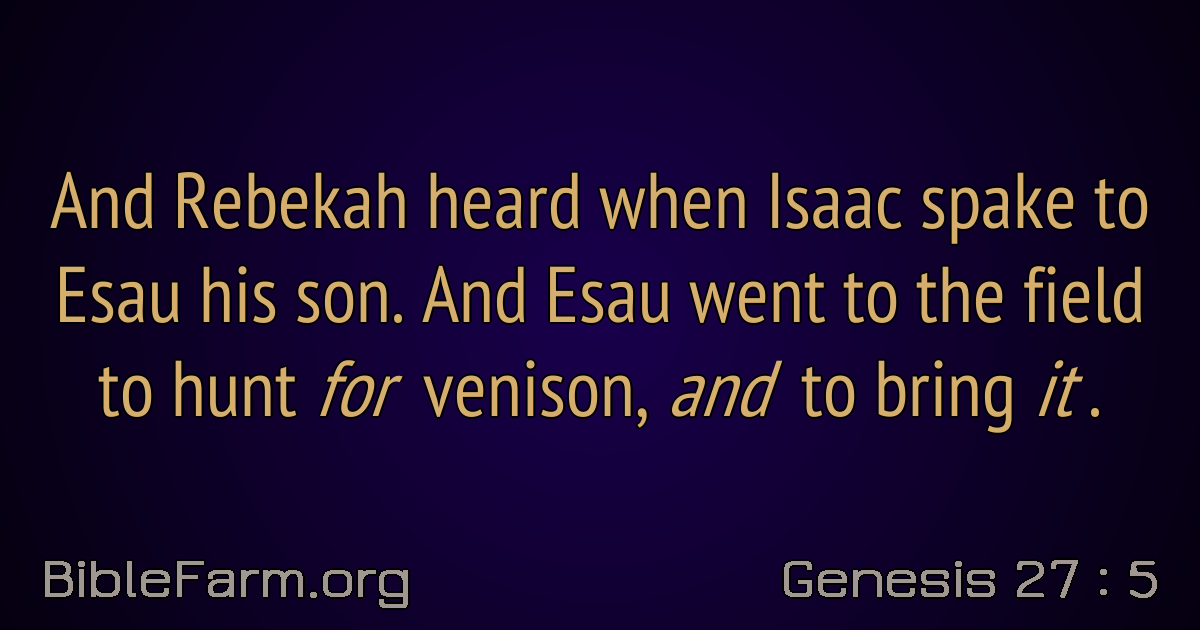 And Rebekah heard when Isaac spake to
Esau his son. And Esau went to the field
to hunt for venison, and to bring it .
BibleFarm.org
Genesis 27 : 5